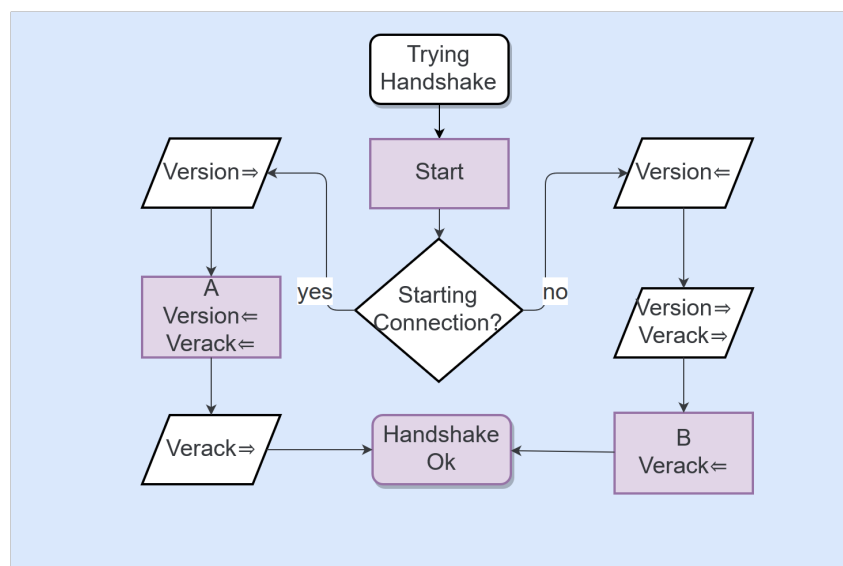 Trying
Handshake
Start
Version⇒
Version⇐
Starting
Connection?
yes
no
A
Version⇐
Verack⇐
Version⇒
Verack⇒
Verack⇒
Handshake
Ok
B
Verack⇐